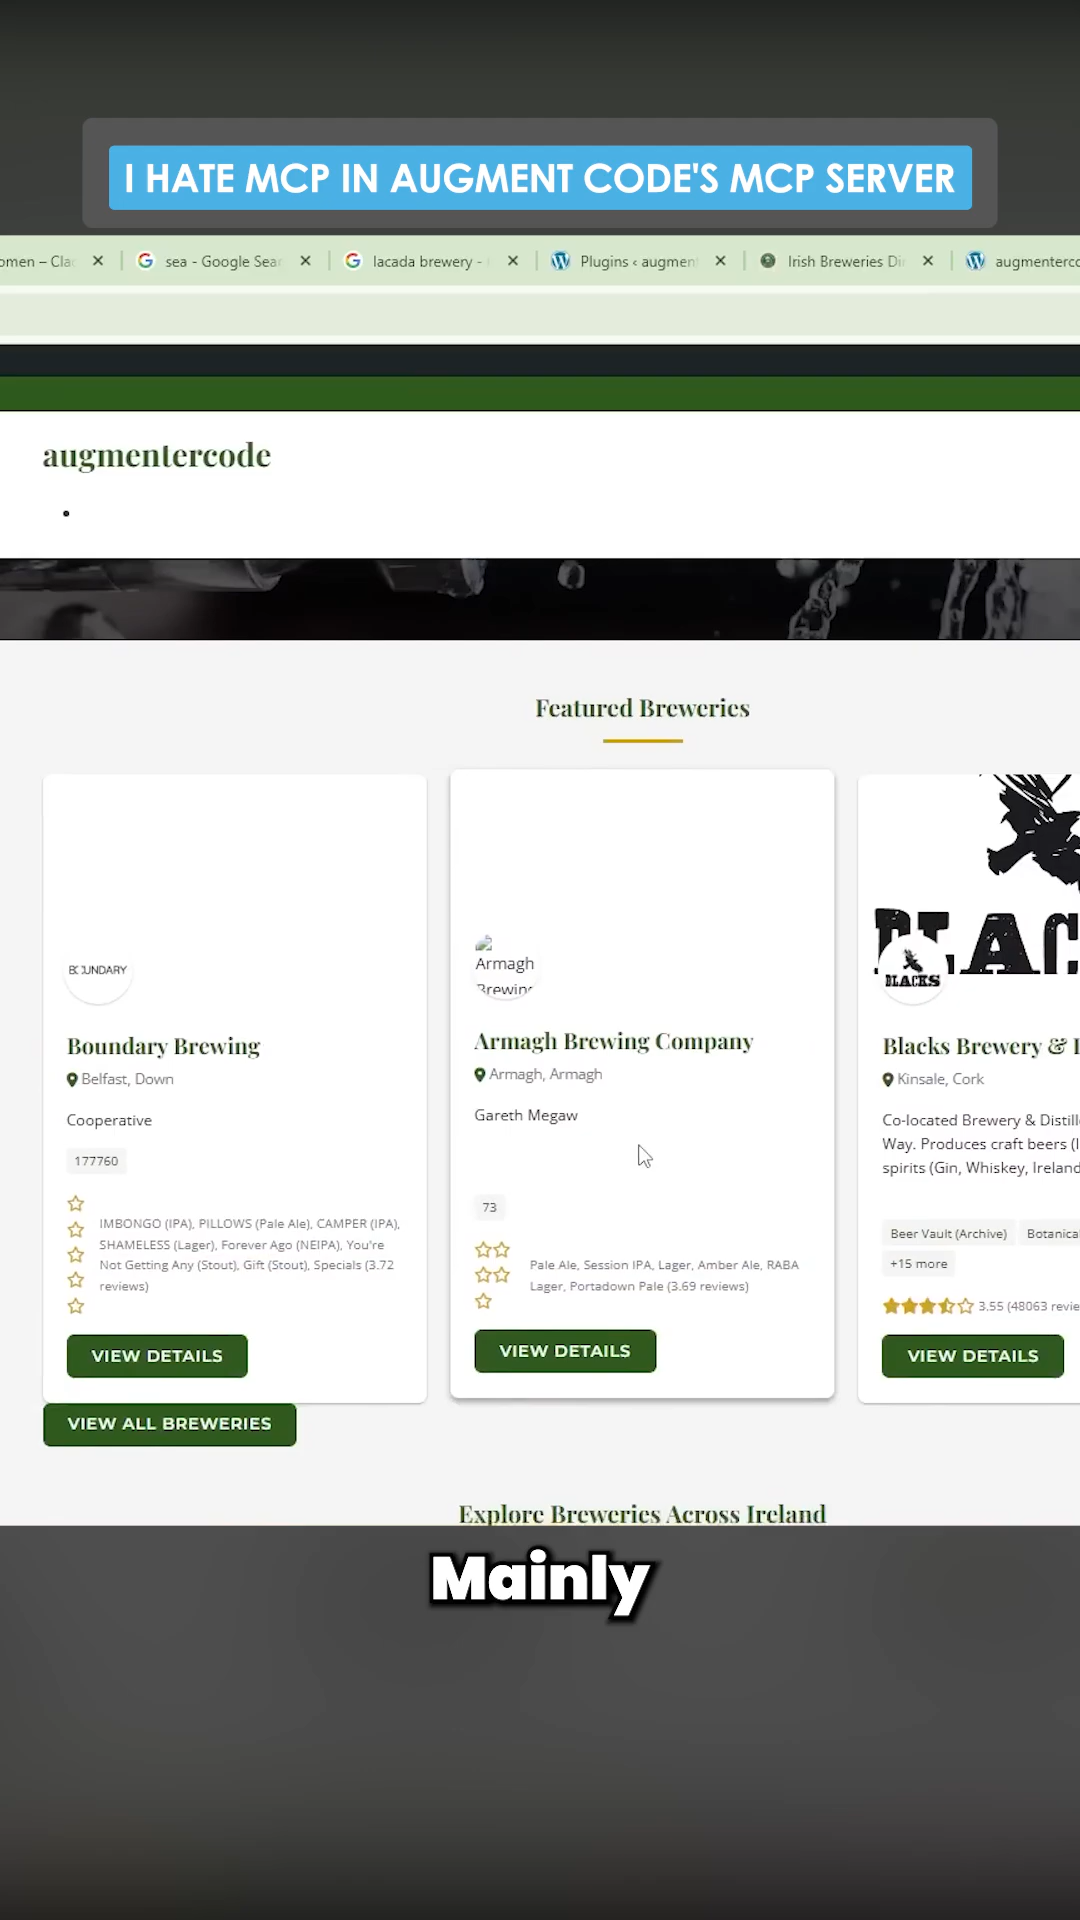 I HATE MCP IN AUGMENT CODE'S MCP SERVER
omen – Cla
sea - Google Sear
lacada brewery -
Plugins ‹ augment
Irish Breweries Di
augmenterco
augmentercode
Featured Breweries
BOUNDARY
Boundary Brewing
Belfast, Down
Cooperative
177760
IMBONGO (IPA), PILLOWS (Pale Ale), CAMPER (IPA),
SHAMELESS (Lager), Forever Ago (NEIPA), You're
Not Getting Any (Stout), Gift (Stout), Specials (3.72
reviews)
VIEW DETAILS
Armagh
Brewing
Armagh Brewing Company
Armagh, Armagh
Gareth Megaw
73
Pale Ale, Session IPA, Lager, Amber Ale, RABA
Lager, Portadown Pale (3.69 reviews)
VIEW DETAILS
BLAC
BLACKS
Blacks Brewery &
Kinsale, Cork
Co-located Brewery & Distill
Way. Produces craft beers (I
spirits (Gin, Whiskey, Ireland
Beer Vault (Archive)
Botanical
+15 more
3.55 (48063 revie
VIEW DETAILS
VIEW ALL BREWERIES
Explore Breweries Across Ireland
Mainly